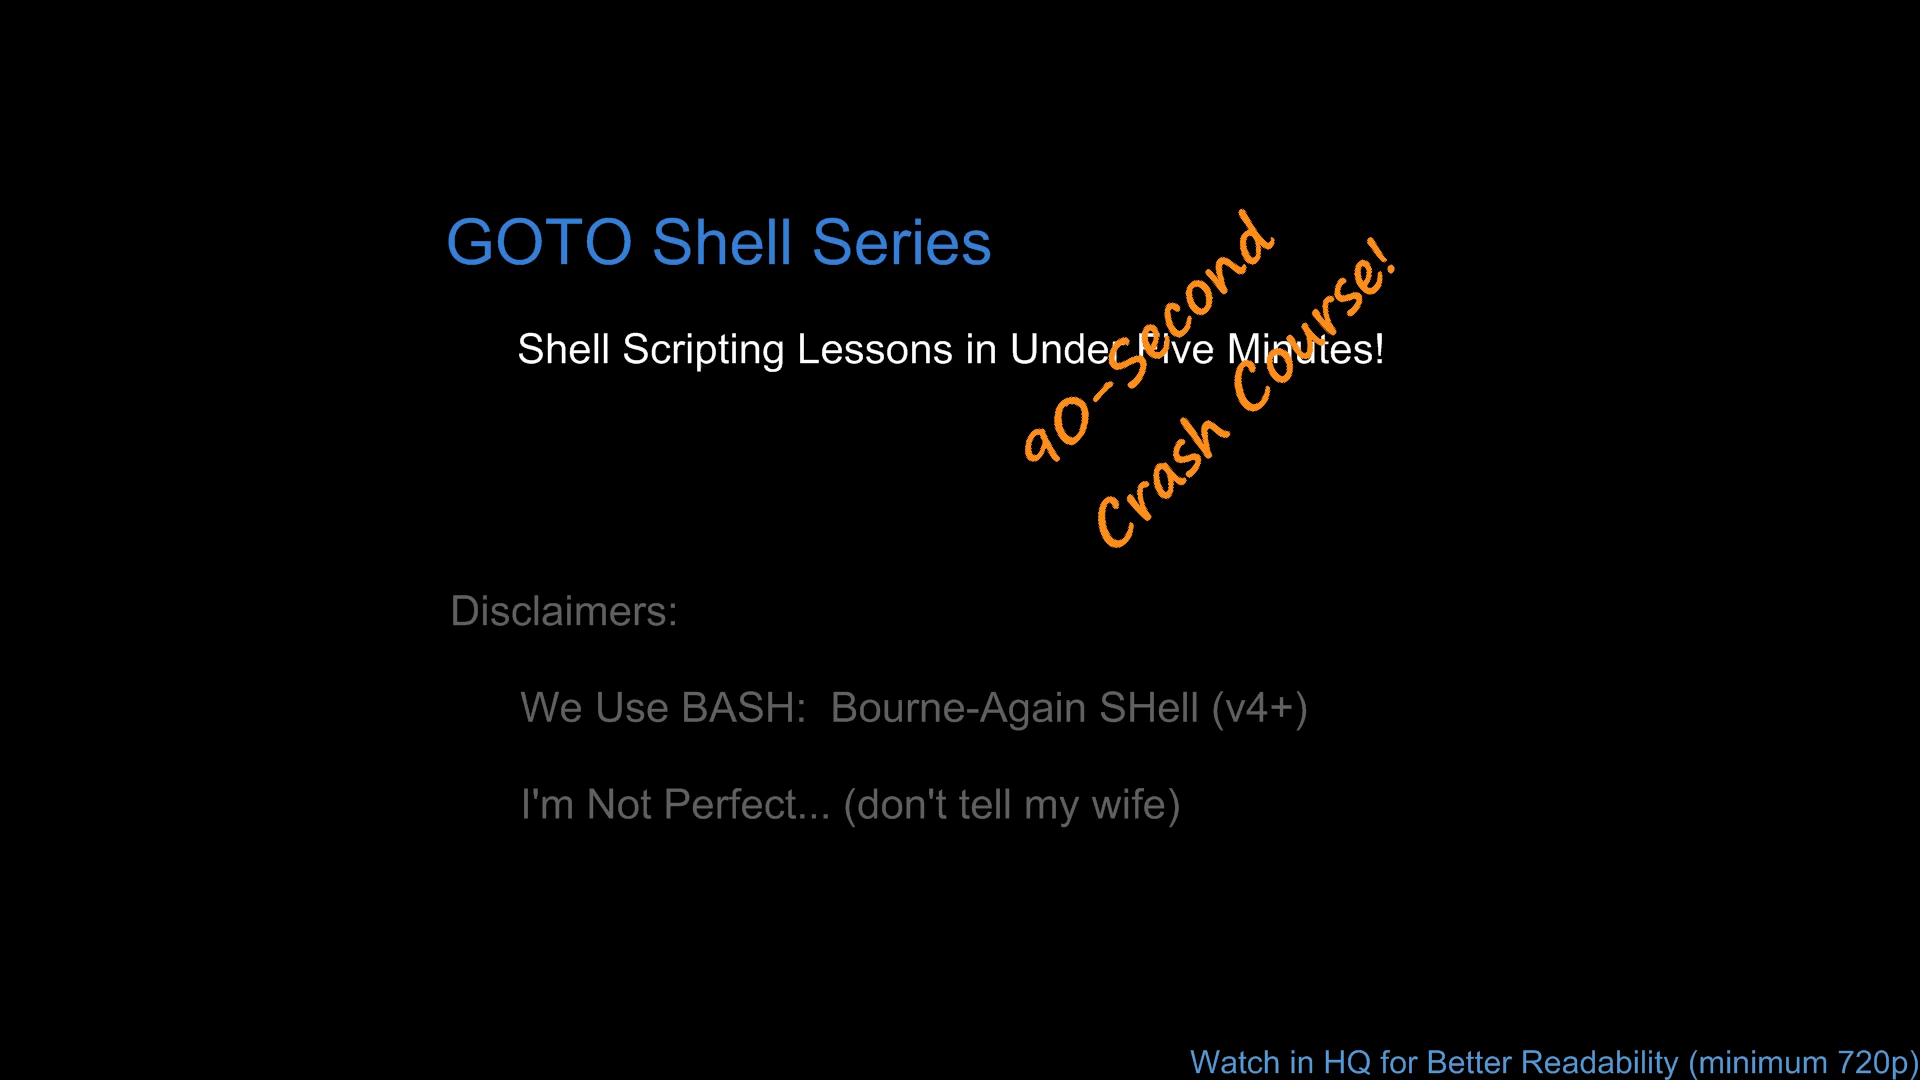 GOTO Shell Series
Shell Scripting Lessons in Under Five Minutes!
90-Second
Crash Course!
Disclaimers:
We Use BASH:  Bourne-Again SHell (v4+)
I'm Not Perfect... (don't tell my wife)
Watch in HQ for Better Readability (minimum 720p)